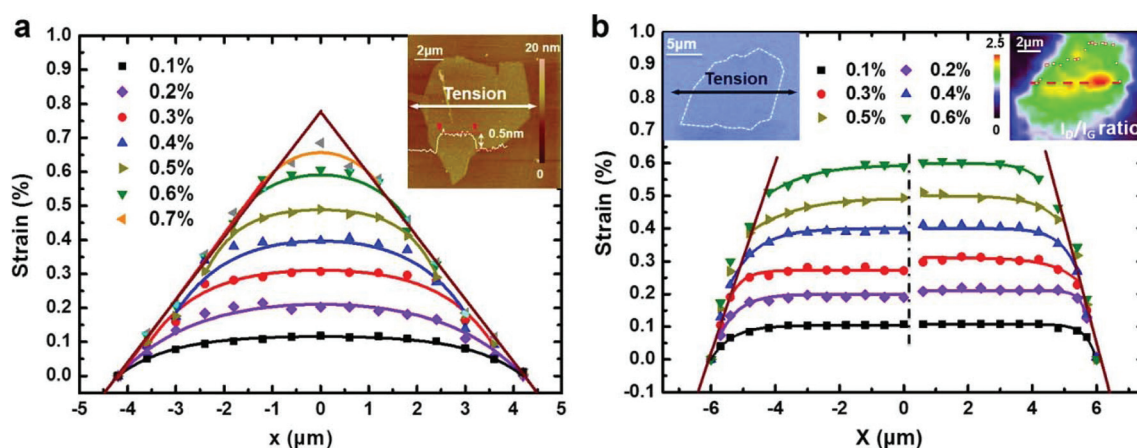 a
1.0
0.9
0.8
0.7
0.6
0.5
0.4
0.3
0.2
0.1
0.0
Strain (%)
0.1%
0.2%
0.3%
0.4%
0.5%
0.6%
0.7%
2μm
20 nm
Tension
0.5nm
0
-5 -4 -3 -2 -1 0 1 2 3 4 5
x (μm)
b
1.0
0.9
0.8
0.7
0.6
0.5
0.4
0.3
0.2
0.1
0.0
-0.1
Strain (%)
5μm
Tension
0.1% 0.2%
0.3% 0.4%
0.5% 0.6%
2.5
2μm
0
ID/IG ratio
-6 -4 -2 0 2 4 6
X (μm)